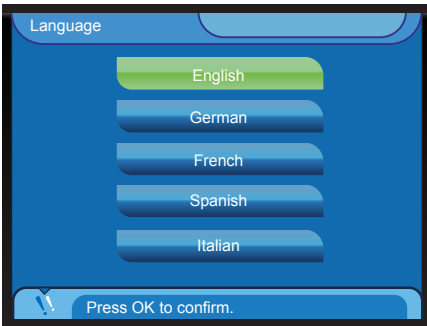 Language
English
German
French
Spanish
Italian
Press OK to confirm.